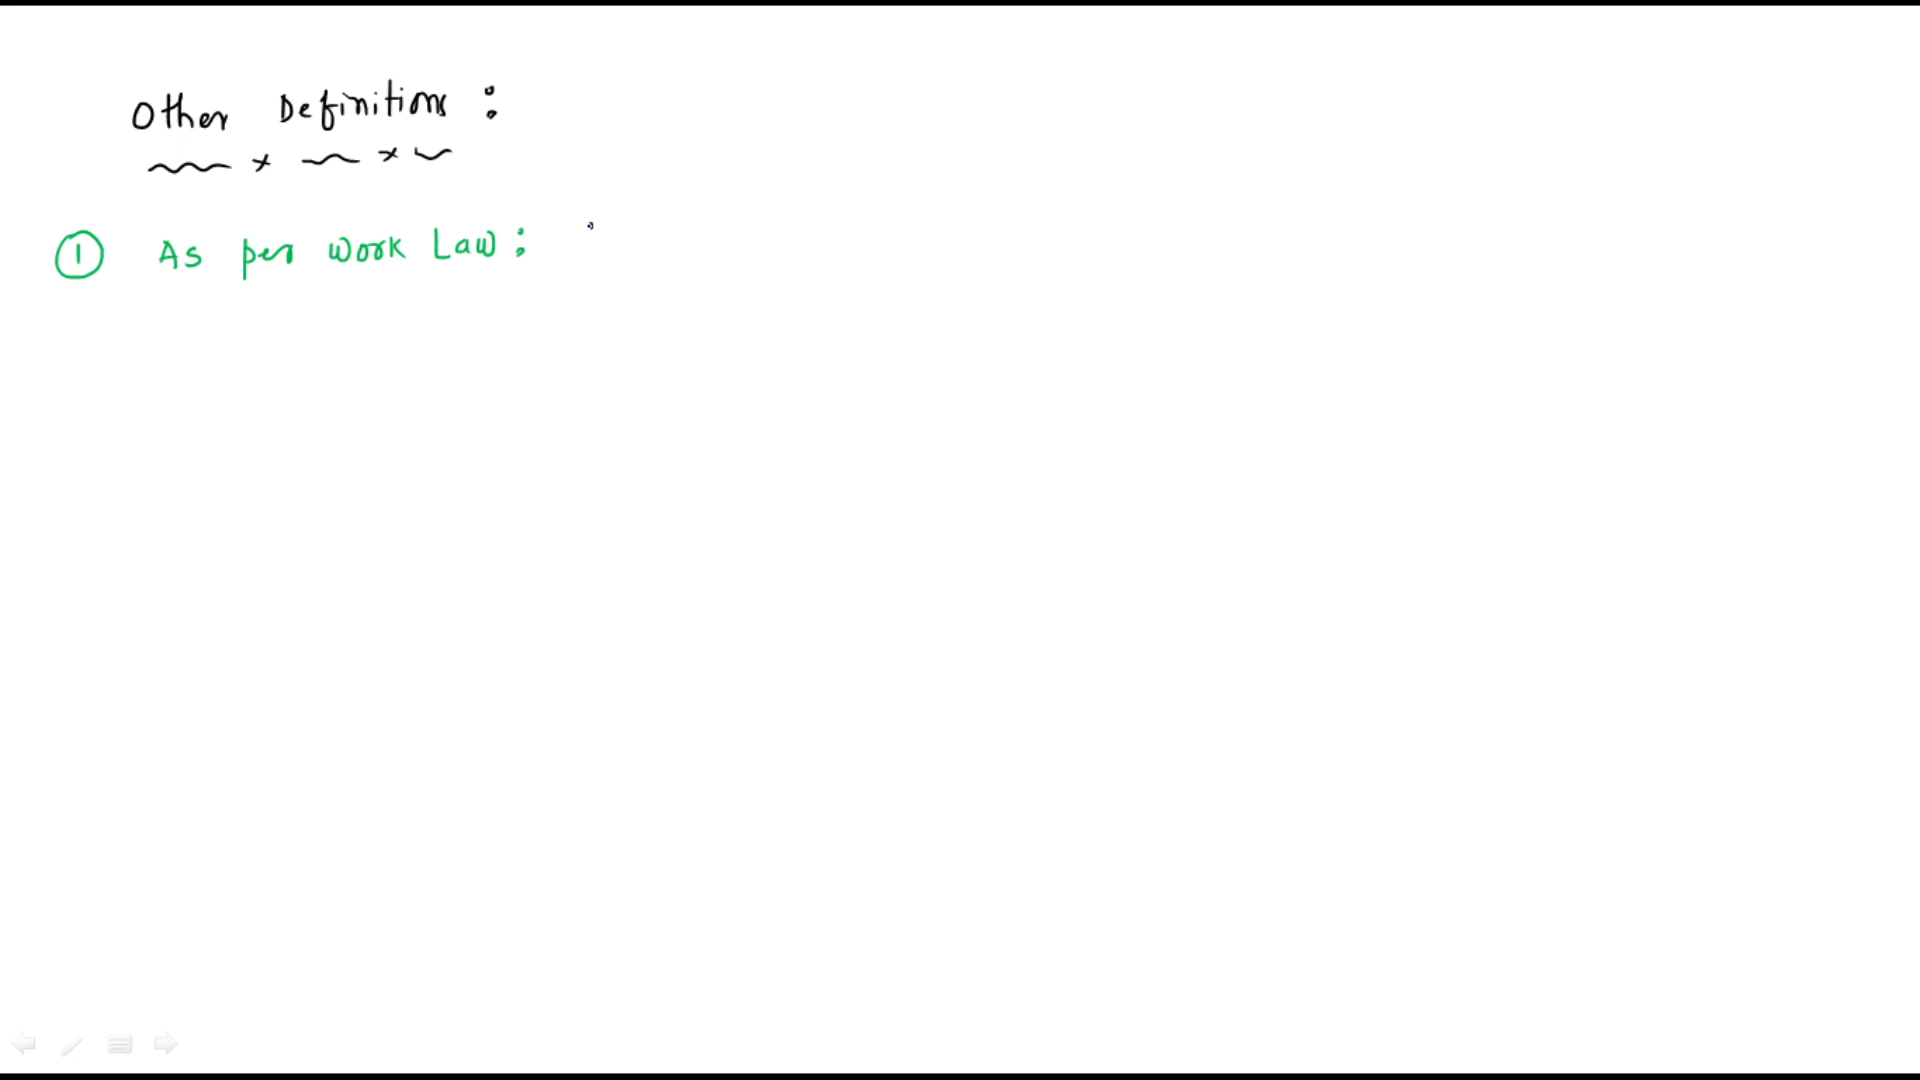 Other Definitions :
① As per Work Law :